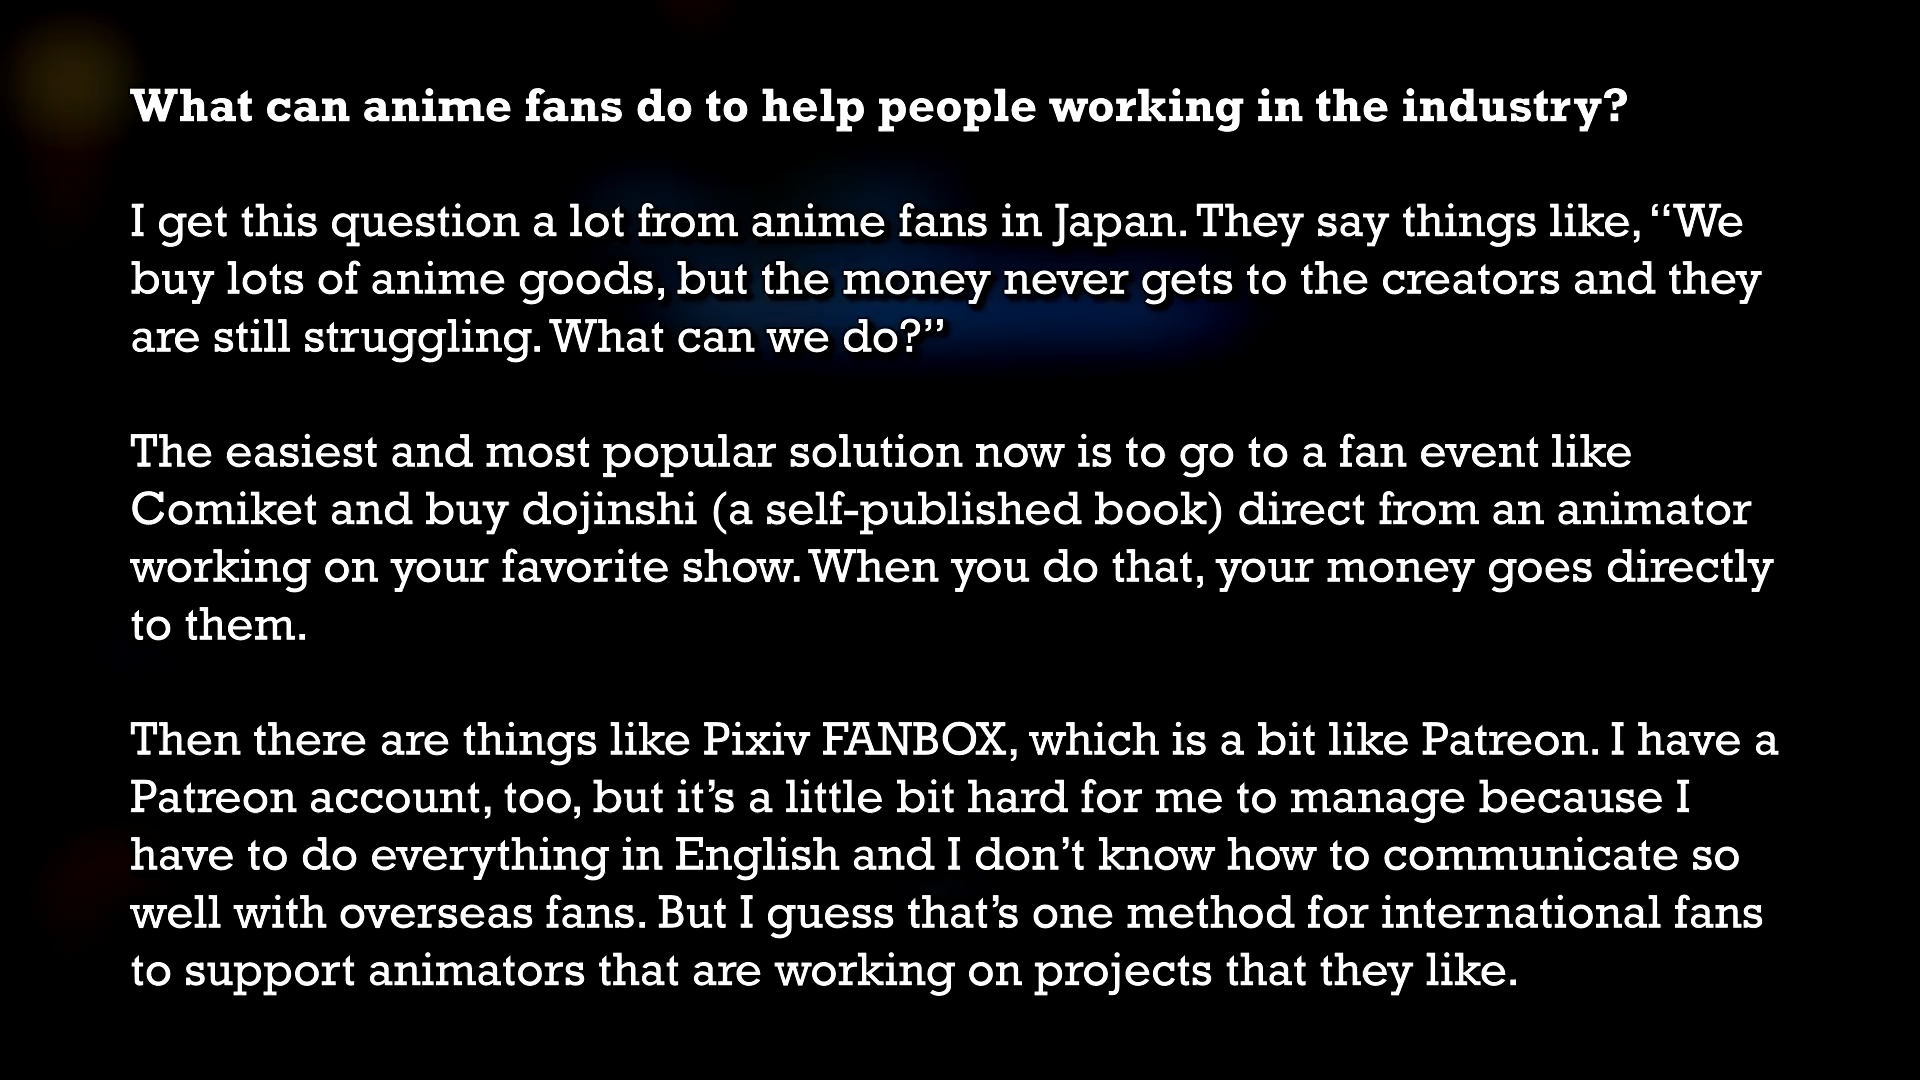 What can anime fans do to help people working in the industry?
I get this question a lot from anime fans in Japan. They say things like, “We
buy lots of anime goods, but the money never gets to the creators and they
are still struggling. What can we do?”
The easiest and most popular solution now is to go to a fan event like
Comiket and buy dojinshi (a self-published book) direct from an animator
working on your favorite show. When you do that, your money goes directly
to them.
Then there are things like Pixiv FANBOX, which is a bit like Patreon. I have a
Patreon account, too, but it’s a little bit hard for me to manage because I
have to do everything in English and I don’t know how to communicate so
well with overseas fans. But I guess that’s one method for international fans
to support animators that are working on projects that they like.